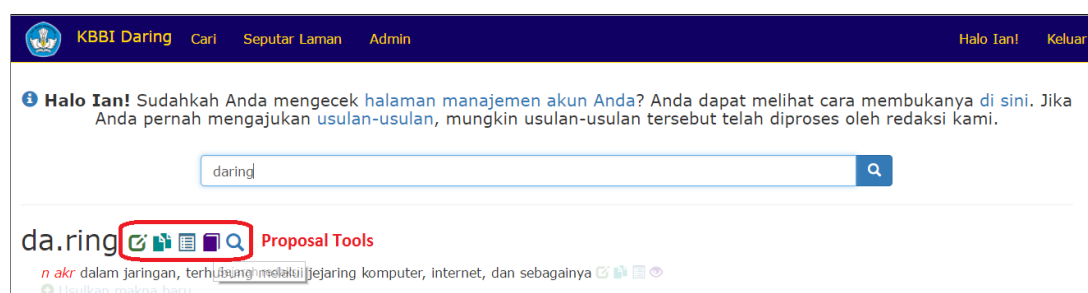 KBBI Daring Cari Seputar Laman Admin Halo Ian! Keluar
Halo Ian! Sudahkah Anda mengecek halaman manajemen akun Anda? Anda dapat melihat cara membukanya di sini. Jika
Anda pernah mengajukan usulan-usulan, mungkin usulan-usulan tersebut telah diproses oleh redaksi kami.
daring
da.ring Proposal Tools
n akr dalam jaringan, terhubung melalui jejaring komputer, internet, dan sebagainya
Usulkan makna baru